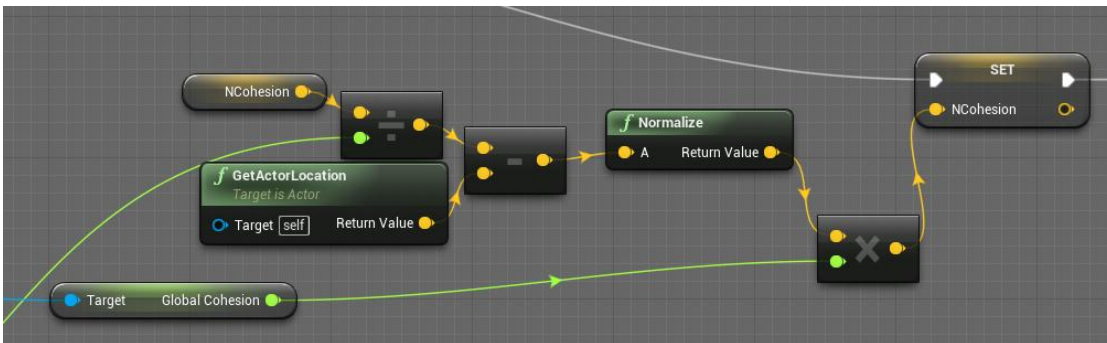 SET
NCohesion
NCohesion
÷
f Normalize
-
A Return Value
f GetActorLocation
Target is Actor
Target self Return Value
×
Target Global Cohesion